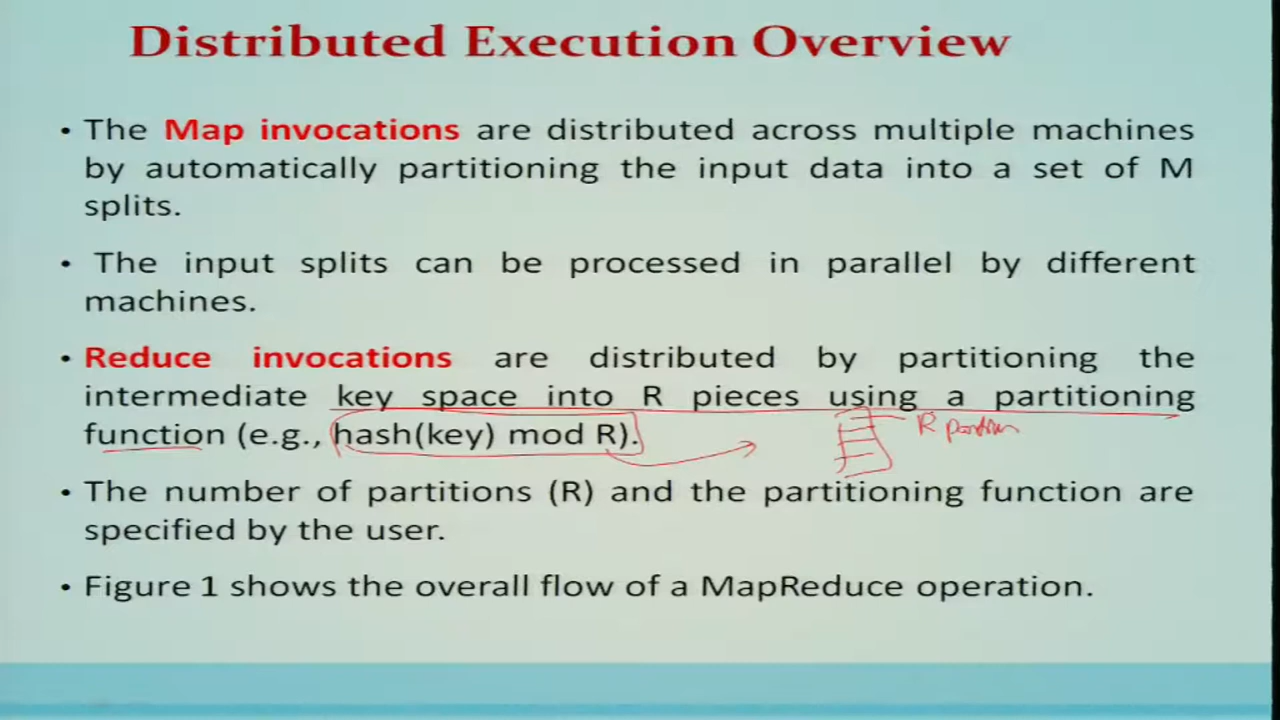 Distributed Execution Overview
• The Map invocations are distributed across multiple machines
by automatically partitioning the input data into a set of M
splits.
• The input splits can be processed in parallel by different
machines.
• Reduce invocations are distributed by partitioning the
intermediate key space into R pieces using a partitioning
function (e.g., hash(key) mod R).
R
• The number of partitions (R) and the partitioning function are
specified by the user.
• Figure 1 shows the overall flow of a MapReduce operation.